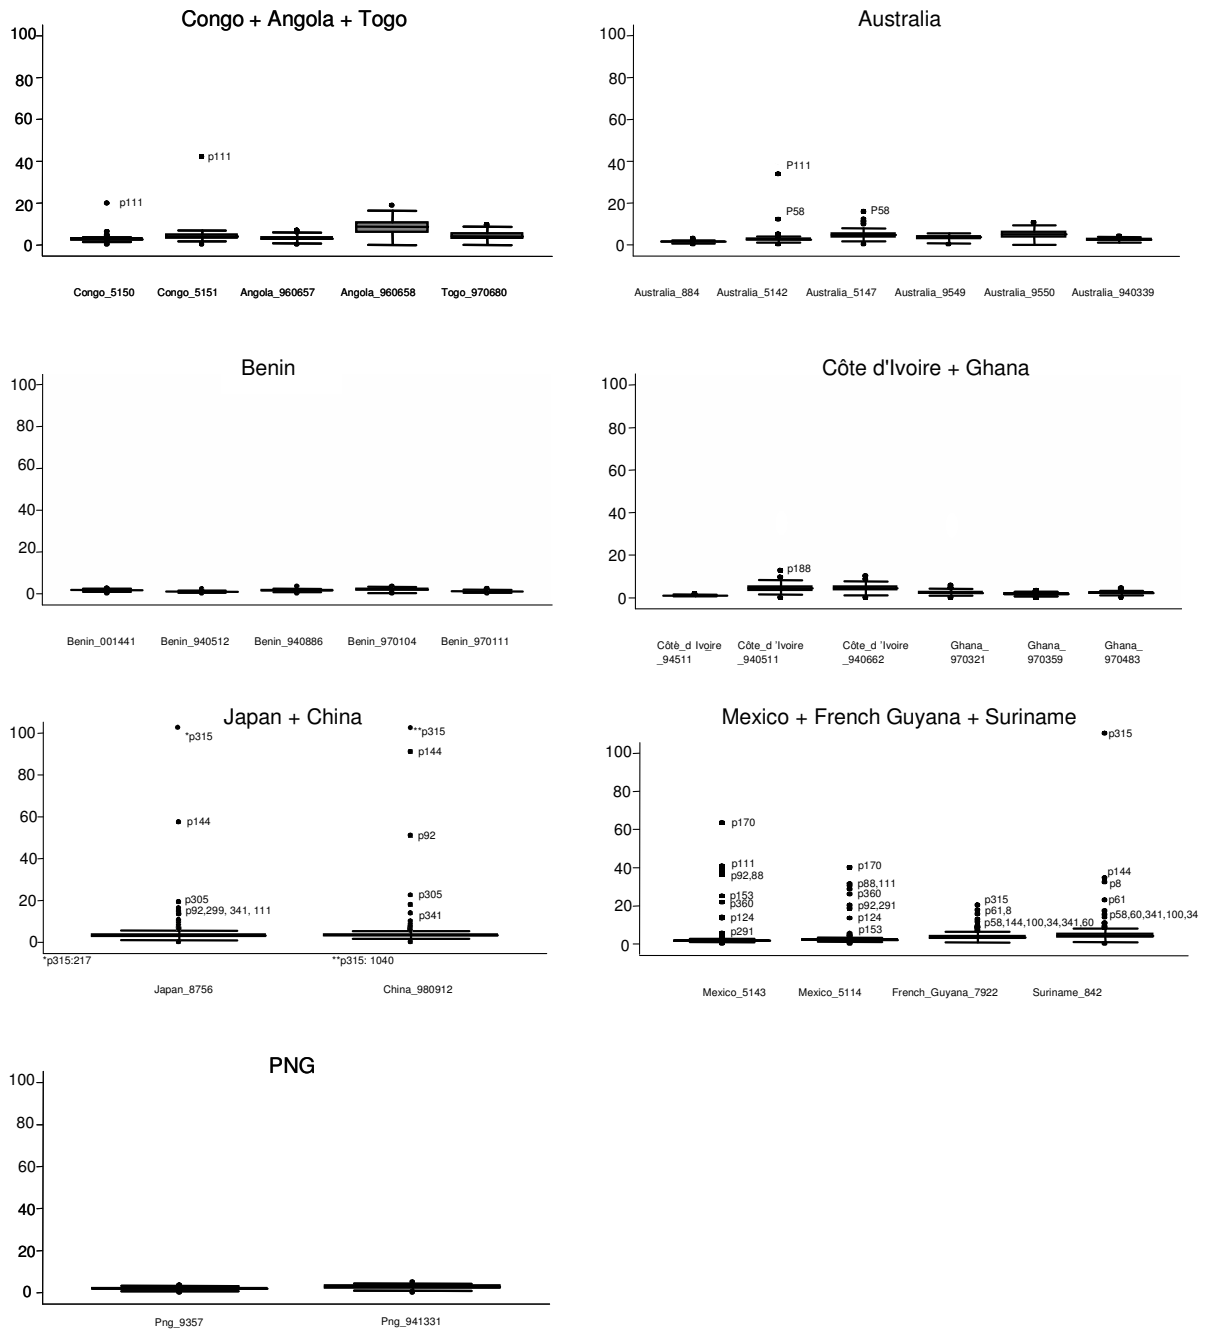 Congo + Angola + Togo
100
80
60
40
20
0
p111
p111
Congo_5150 Congo_5151 Angola_960657 Angola_960658 Togo_970680
Australia
100
80
60
40
20
0
P111
P58
P58
Australia_884 Australia_5142 Australia_5147 Australia_9549 Australia_9550 Australia_940339
Benin
100
80
60
40
20
0
Benin_001441 Benin_940512 Benin_940886 Benin_970104 Benin_970111
Côte d'Ivoire + Ghana
100
80
60
40
20
0
p188
Côtè_d Ivoire Côte_d 'Ivoire Côte_d 'Ivoire Ghana_ Ghana_ Ghana_
_94511 _940511 _940662 970321 970359 970483
Japan + China
100
80
60
40
20
0
*p315
p144
p305
p92,299, 341, 111
**p315
p144
p92
p305
p341
*p315:217 **p315: 1040
Japan_8756 China_980912
Mexico + French Guyana + Suriname
100
80
60
40
20
0
p170
p111
p92,88
p153
p360
p124
p291
p170
p88,111
p360
p92,291
p124
p153
p315
p61,8
p58,144,100,34,341,60
p315
p144
p8
p61
p58,60,341,100,34
Mexico_5143 Mexico_5114 French_Guyana_7922 Suriname_842
PNG
100
80
60
40
20
0
Png_9357 Png_941331